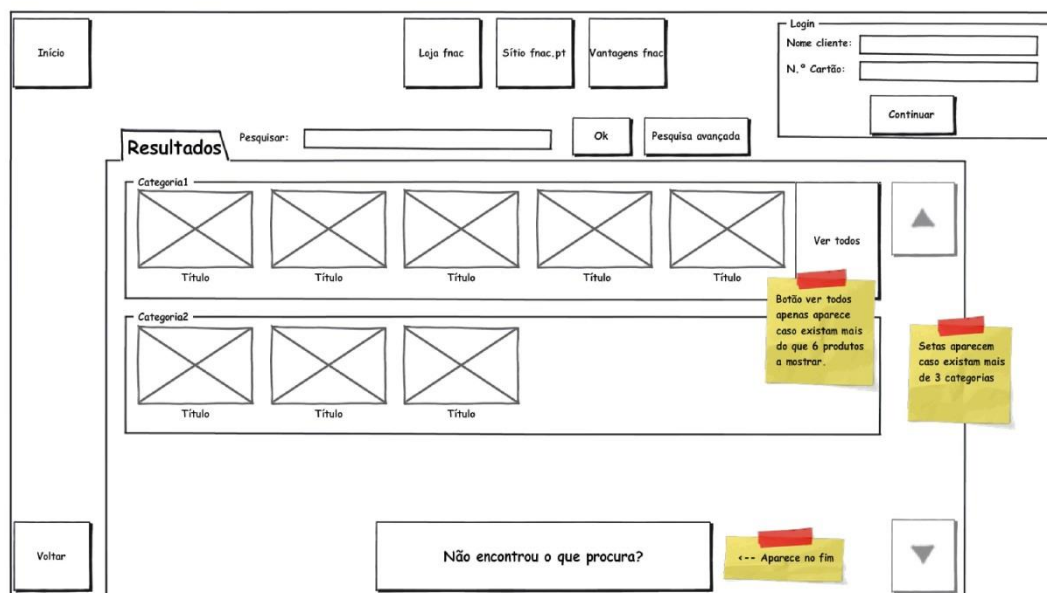 Início
Loja fnac
Sítio fnac.pt
Vantagens fnac
Login
Nome cliente:
N.º Cartão:
Continuar
Resultados
Pesquisar:
Ok
Pesquisa avançada
Categoria1
Título
Título
Título
Título
Título
Ver todos
Botão ver todos
apenas aparece
caso existam mais
do que 6 produtos
a mostrar.
Setas aparecem
caso existam mais
de 3 categorias
Categoria2
Título
Título
Título
Voltar
Não encontrou o que procura?
<-- Aparece no fim